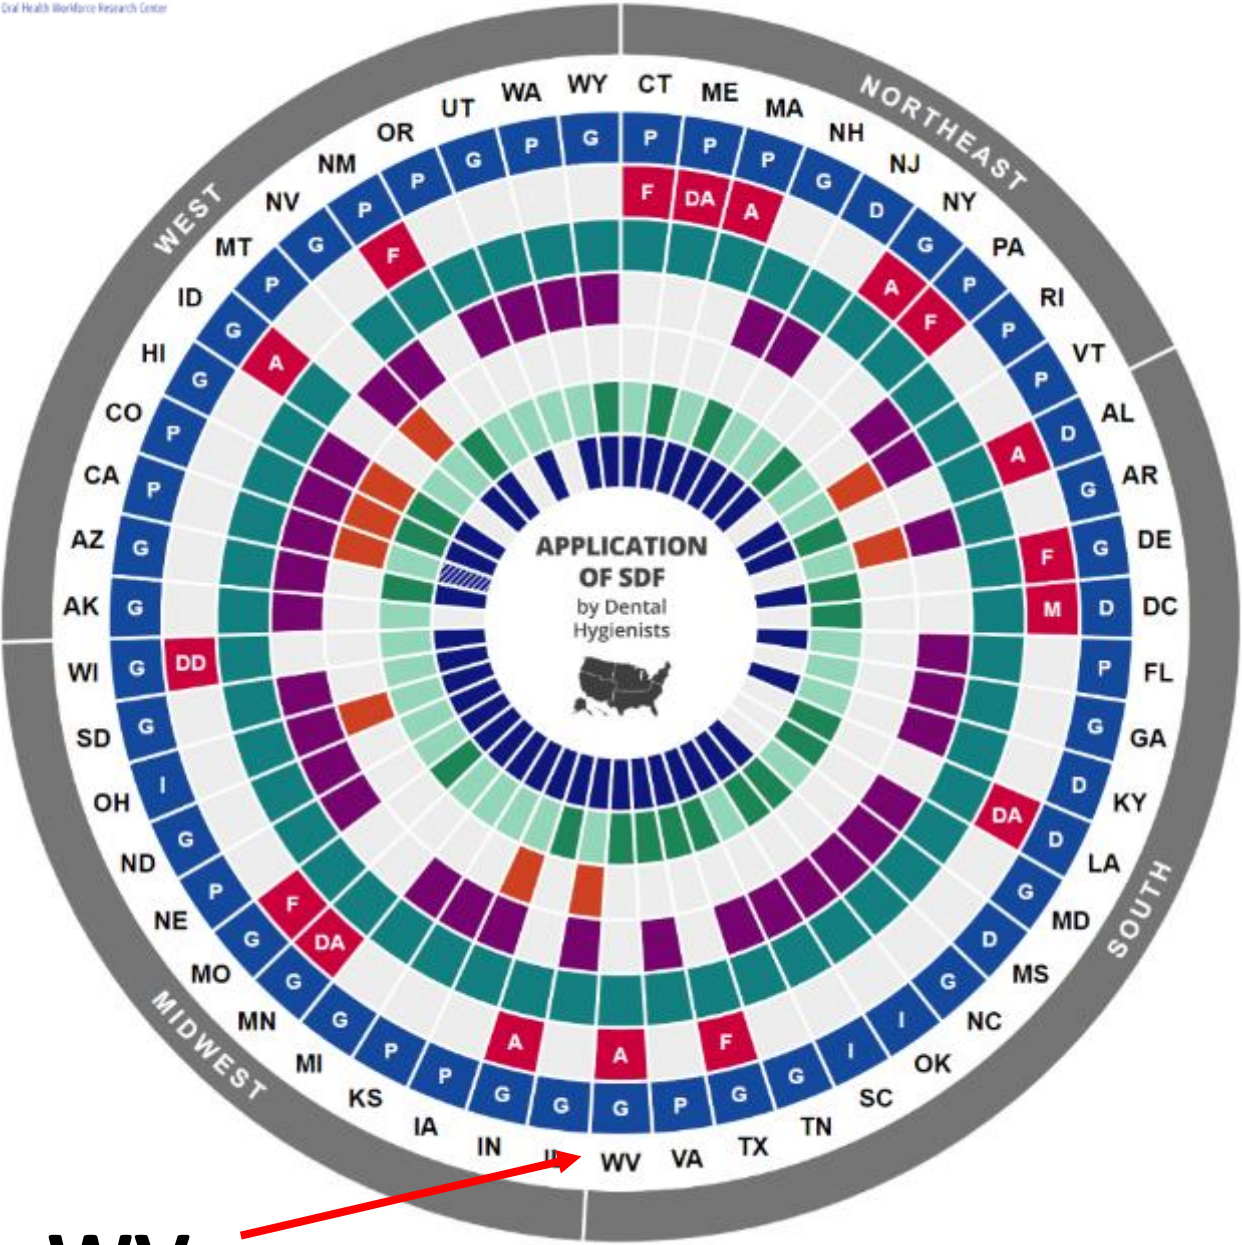 Oral Health Workforce Research Center
NORTHEAST
SOUTH
MIDWEST
WEST
CT
ME
MA
NH
NJ
NY
PA
RI
VT
AL
AR
DE
DC
FL
GA
KY
LA
MD
MS
NC
OK
SC
TN
TX
VA
WV
IN
IA
KS
MI
MN
MO
NE
ND
OH
SD
WI
AK
AZ
CA
CO
HI
ID
MT
NV
NM
OR
UT
WA
WY
P
P
P
G
D
G
P
P
P
D
G
G
D
P
G
D
D
G
D
G
I
I
G
G
P
G
G
G
P
P
G
G
G
P
G
I
G
G
G
G
P
P
G
G
P
G
P
P
G
P
G
F
DA
A
A
F
A
F
M
DA
F
A
A
DA
F
DD
A
F
APPLICATION
OF SDF
by Dental
Hygienists
WV